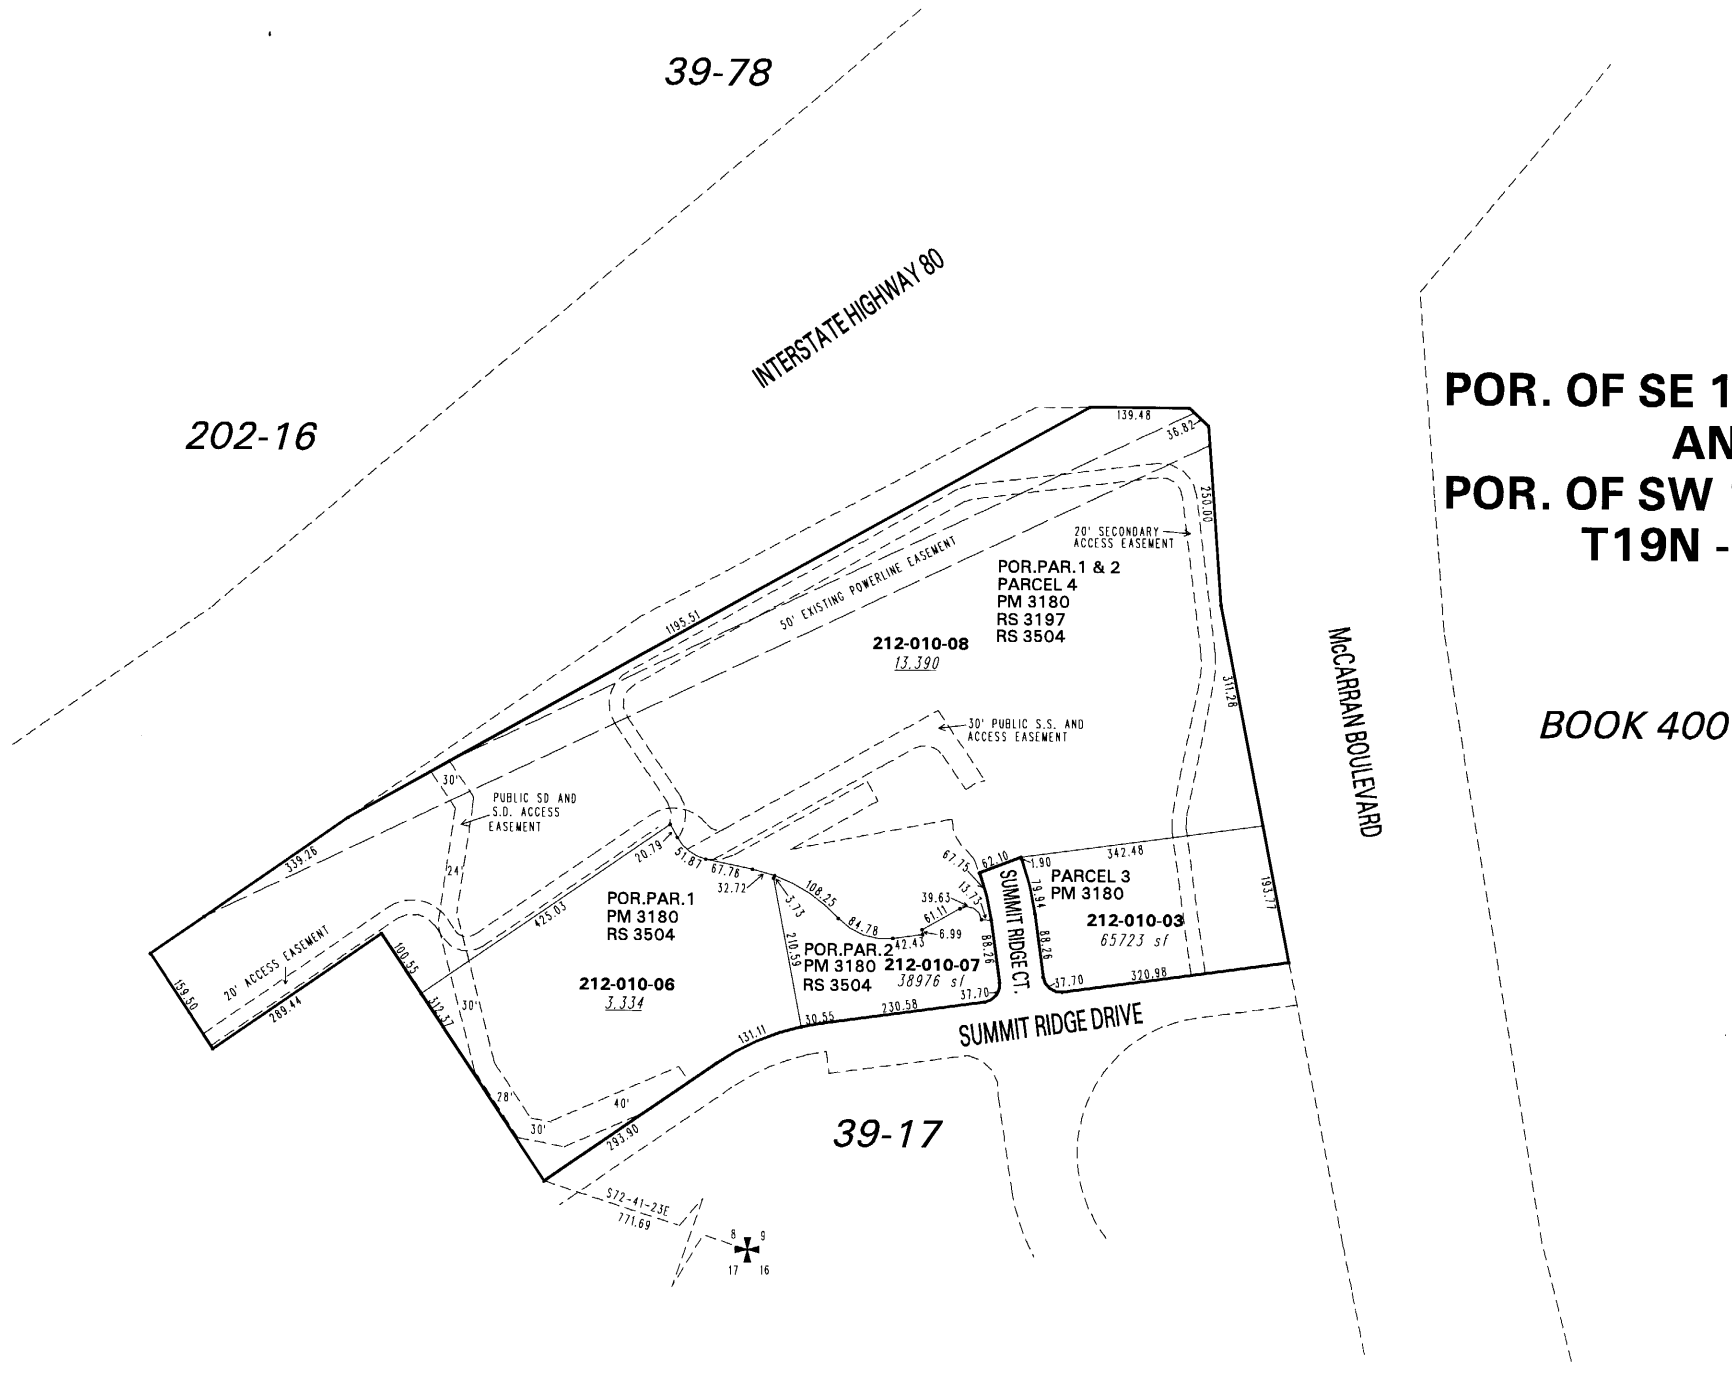 39-78
INTERSTATE HIGHWAY 80
202-16
POR. OF SE 1
AN
POR. OF SW
T19N -
139.48
36.82
250.00
20' SECONDARY
ACCESS EASEMENT
50' EXISTING POWERLINE EASEMENT
1195.51
POR.PAR.1 & 2
PARCEL 4
PM 3180
RS 3197
RS 3504
212-010-08
13.390
McCARRAN BOULEVARD
311.28
BOOK 400
30' PUBLIC S.S. AND
ACCESS EASEMENT
30'
PUBLIC SD AND
S.D. ACCESS
EASEMENT
339.26
24'
20.79
51.87
67.76
32.72
3.73
108.25
84.78
42.43
6.99
61.11
39.63
13.73
67.75
62.10
1.90
342.48
PARCEL 3
PM 3180
212-010-03
65723 sf
79.94
88.26
193.77
SUMMIT RIDGE CT.
88.26
POR.PAR.1
PM 3180
RS 3504
425.03
212-010-06
3.334
210.59
POR.PAR.2
PM 3180
RS 3504
212-010-07
38976 sf
37.70
37.70
320.98
230.58
30.55
131.11
SUMMIT RIDGE DRIVE
20' ACCESS EASEMENT
159.50
289.44
100.55
312.37
30'
28'
30'
40'
293.90
39-17
S72-41-23E
771.69
8 9
17 16